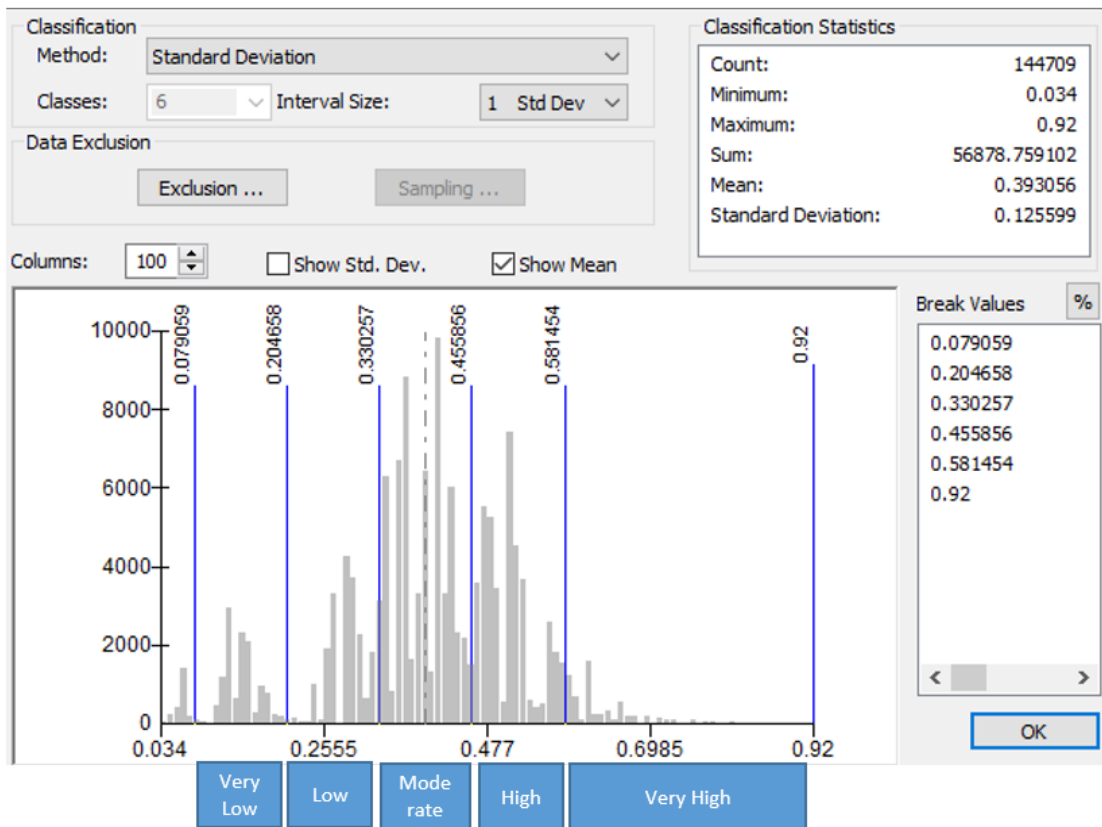 Classification
Method: Standard Deviation
Classes: 6 Interval Size: 1 Std Dev
Data Exclusion
Exclusion ... Sampling ...
Classification Statistics
Count: 144709
Minimum: 0.034
Maximum: 0.92
Sum: 56878.759102
Mean: 0.393056
Standard Deviation: 0.125599
Columns: 100 Show Std. Dev. Show Mean
10000
8000
6000
4000
2000
0
0.079059
0.204658
0.330257
0.455856
0.581454
0.92
0.034 0.2555 0.477 0.6985 0.92
Break Values %
0.079059
0.204658
0.330257
0.455856
0.581454
0.92
< >
OK
Very
Low
Low
Mode
rate
High
Very High